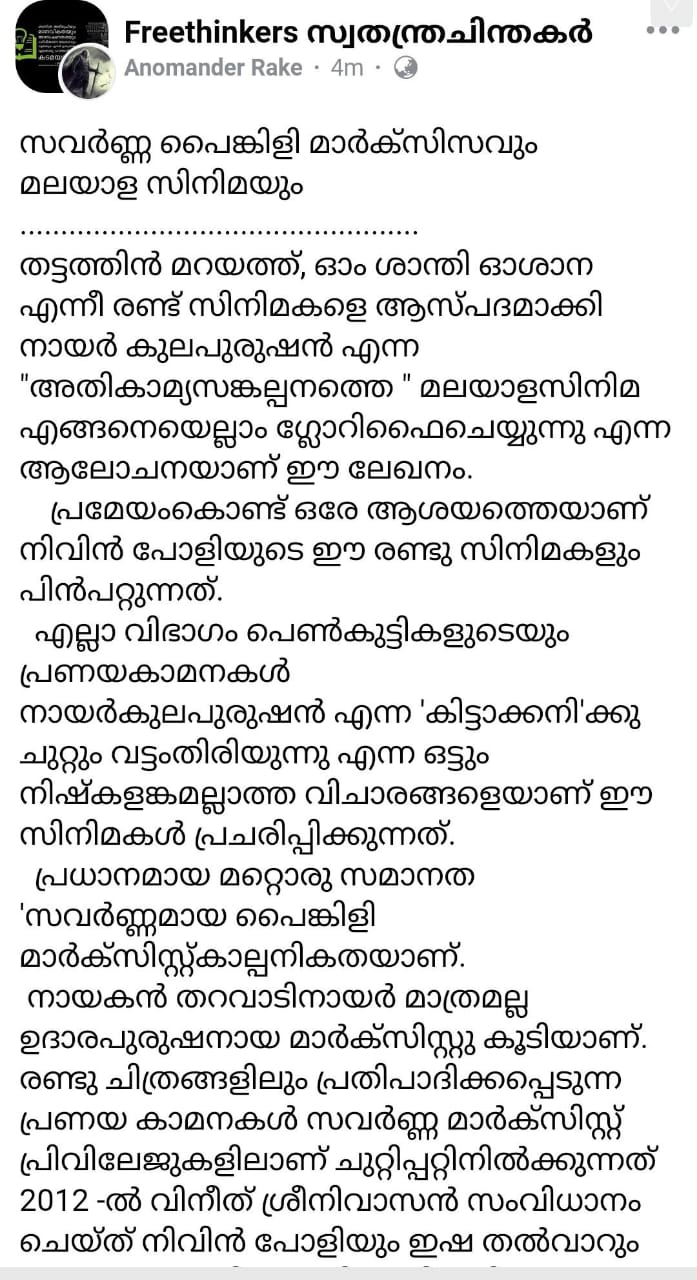 Freethinkers സ്വതന്ത്രചിന്തകർ
Anomander Rake · 4m ·
സവർണ്ണ പൈങ്കിളി മാർക്സിസവും
മലയാള സിനിമയും
.................................................
തട്ടത്തിൻ മറയത്ത്, ഓം ശാന്തി ഓശാന
എന്നീ രണ്ട് സിനിമകളെ ആസ്പദമാക്കി
നായർ കുലപുരുഷൻ എന്ന
"അതികാമ്യസങ്കല്പനത്തെ " മലയാളസിനിമ
എങ്ങനെയെല്ലാം ഗ്ലോറിഫൈചെയ്യുന്നു എന്ന
ആലോചനയാണ് ഈ ലേഖനം.
പ്രമേയംകൊണ്ട് ഒരേ ആശയത്തെയാണ്
നിവിൻ പോളിയുടെ ഈ രണ്ടു സിനിമകളും
പിൻപറ്റുന്നത്.
എല്ലാ വിഭാഗം പെൺകുട്ടികളുടെയും
പ്രണയകാമനകൾ
നായർകുലപുരുഷൻ എന്ന 'കിട്ടാക്കനി'ക്കു
ചുറ്റും വട്ടംതിരിയുന്നു എന്ന ഒട്ടും
നിഷ്കളങ്കമല്ലാത്ത വിചാരങ്ങളെയാണ് ഈ
സിനിമകൾ പ്രചരിപ്പിക്കുന്നത്.
പ്രധാനമായ മറ്റൊരു സമാനത
'സവർണ്ണമായ പൈങ്കിളി
മാർക്സിസ്റ്റ്കാല്പനികതയാണ്.
നായകൻ തറവാടിനായർ മാത്രമല്ല
ഉദാരപുരുഷനായ മാർക്സിസ്റ്റു കൂടിയാണ്.
രണ്ടു ചിത്രങ്ങളിലും പ്രതിപാദിക്കപ്പെടുന്ന
പ്രണയ കാമനകൾ സവർണ്ണ മാർക്സിസ്റ്റ്
പ്രിവിലേജുകളിലാണ് ചുറ്റിപ്പറ്റിനിൽക്കുന്നത്
2012 -ൽ വിനീത് ശ്രീനിവാസൻ സംവിധാനം
ചെയ്ത് നിവിൻ പോളിയും ഇഷ തൽവാറും